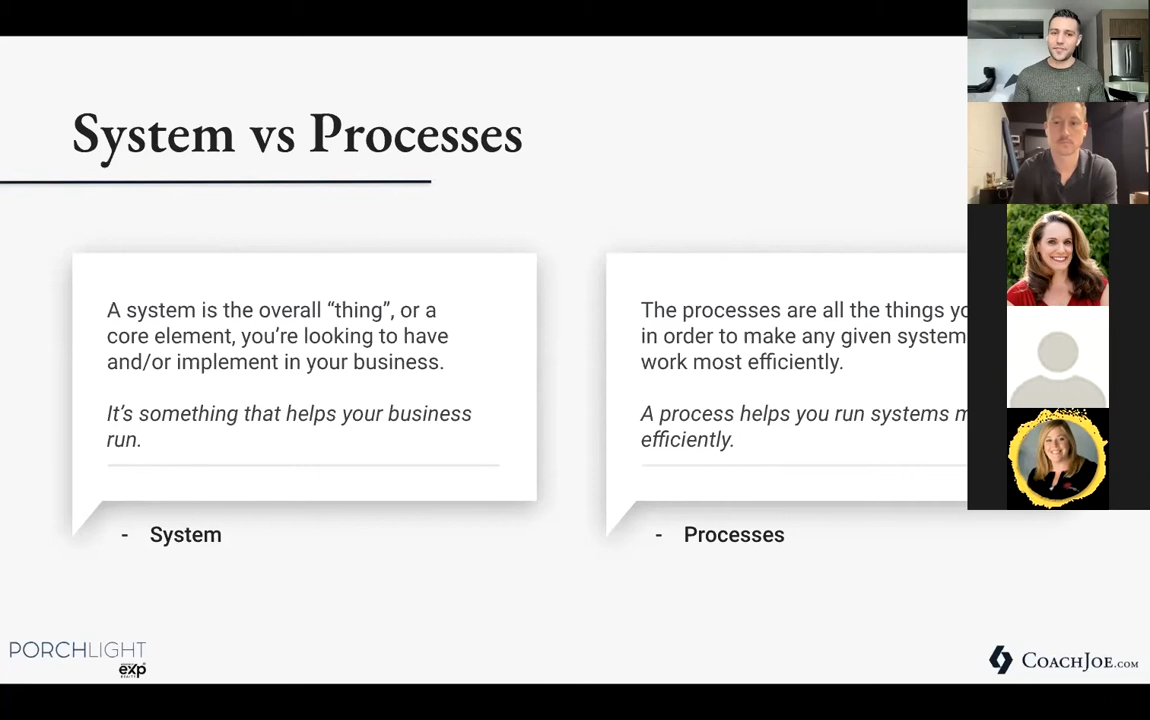 System vs Processes
A system is the overall “thing”, or a
core element, you’re looking to have
and/or implement in your business.
It’s something that helps your business
run.
- System
The processes are all the things
in order to make any given system
work most efficiently.
A process helps you run systems
efficiently.
- Processes
PORCHLIGHT
exp
REALTY
COACHJOE.COM